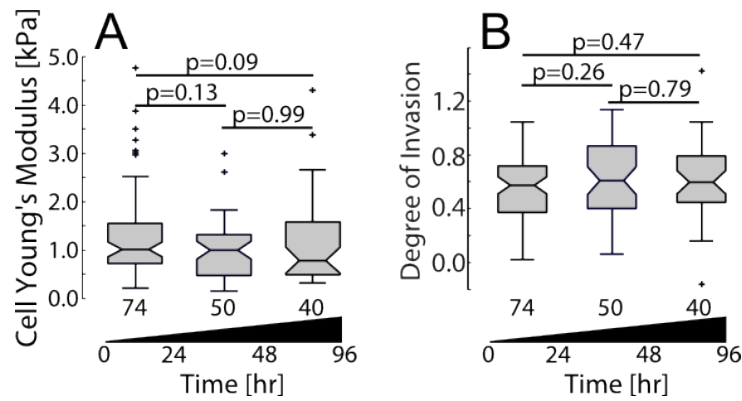 A
Cell Young's Modulus [kPa]
5.0
4.0
3.0
2.0
1.0
0.0
p=0.09
p=0.13
p=0.99
74 50 40
0 24 48 96
Time [hr]
B
Degree of Invasion
1.2
0.8
0.4
0.0
p=0.47
p=0.26
p=0.79
74 50 40
0 24 48 96
Time [hr]